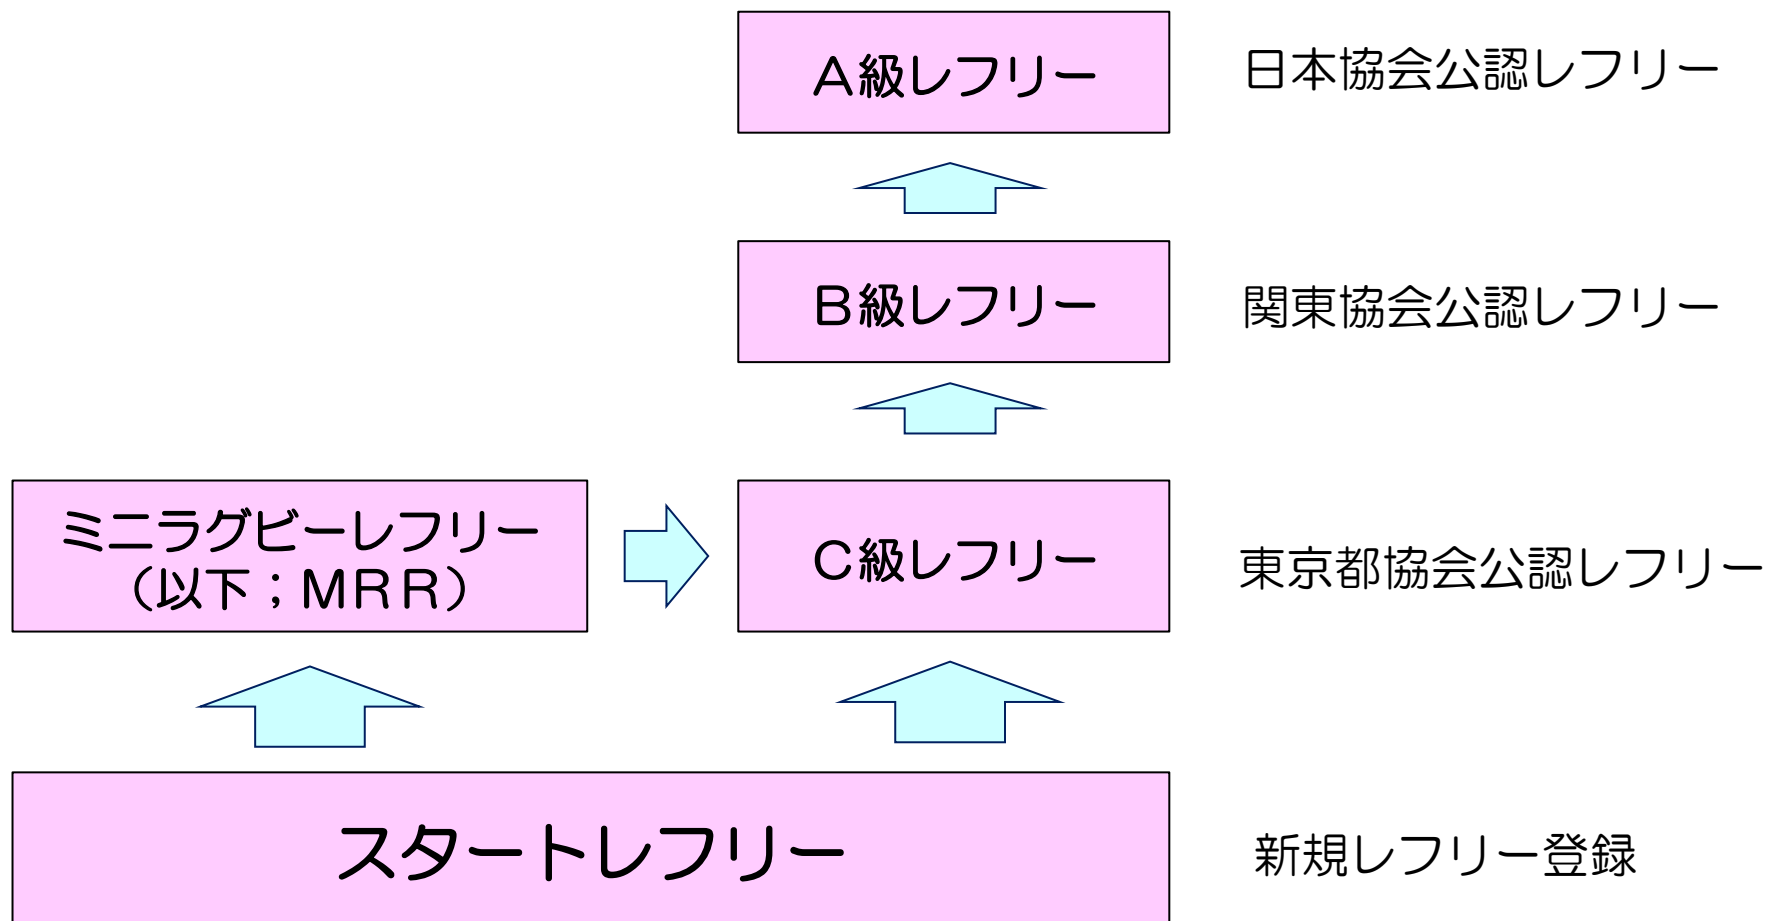 A級レフリー
日本協会公認レフリー
B級レフリー
関東協会公認レフリー
ミニラグビーレフリー
（以下；MRR）
C級レフリー
東京都協会公認レフリー
スタートレフリー
新規レフリー登録